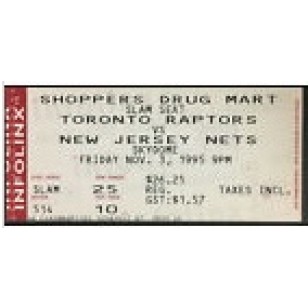 INFOLINX
SHOPPERS DRUG MART
SLAM SEAT
TORONTO RAPTORS
VS
NEW JERSEY NETS
SKYDOME
FRIDAY NOV. 3, 1995 9PM
SLAM 25 $26.25
REG. TAXES INCL.
GST:$1.57
514 10